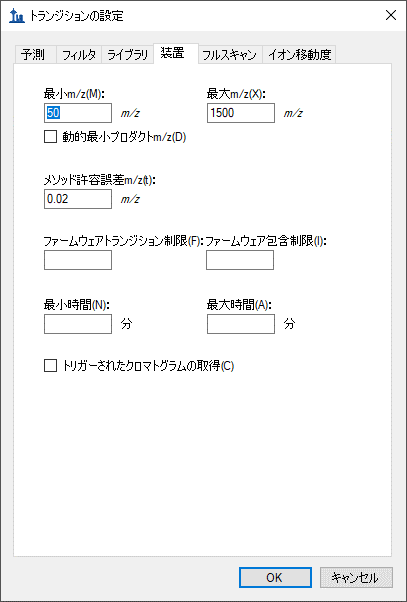 トランジションの設定
予測 フィルタ ライブラリ 装置 フルスキャン イオン移動度
最小m/z(M): 最大m/z(X):
50 m/z 1500 m/z
動的最小プロダクトm/z(D)
メソッド許容誤差m/z(t):
0.02 m/z
ファームウェアトランジション制限(F): ファームウェア包含制限(I):
最小時間(N): 最大時間(A):
分 分
トリガーされたクロマトグラムの取得(C)
OK キャンセル